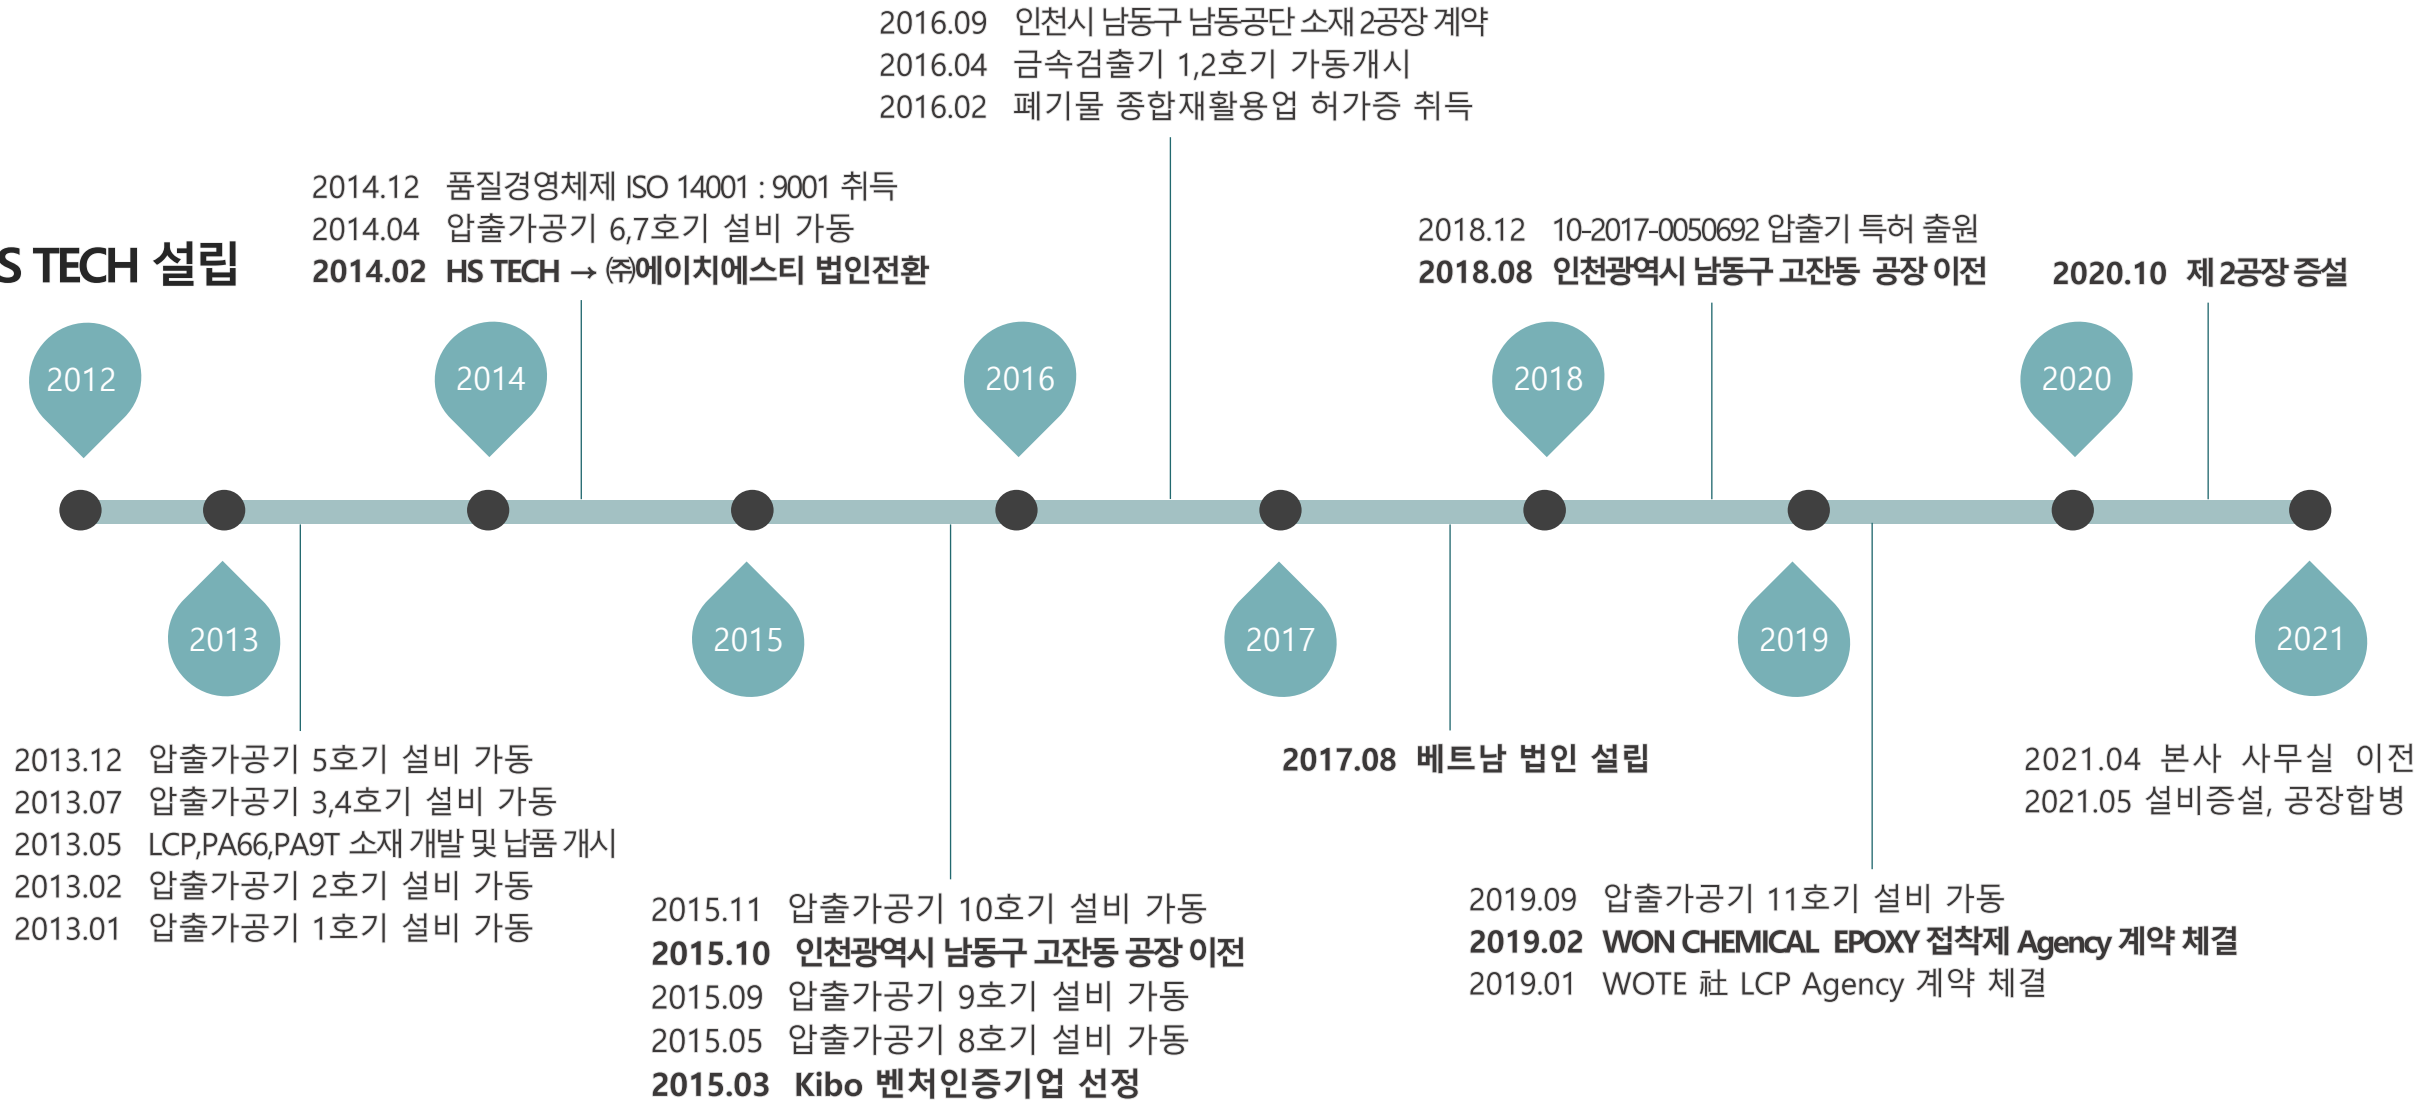 2016.09 인천시 남동구 남동공단 소재 2공장 계약
2016.04 금속검출기 1,2호기 가동개시
2016.02 폐기물 종합재활용업 허가증 취득
2014.12 품질경영체제 ISO 14001 : 9001 취득
2014.04 압출가공기 6,7호기 설비 가동
2014.02 HS TECH → ㈜에이치에스티 법인전환
2018.12 10-2017-0050692 압출기 특허 출원
2018.08 인천광역시 남동구 고잔동 공장 이전
2020.10 제 2공장 증설
S TECH 설립
2012
2014
2016
2018
2020
2013
2015
2017
2019
2021
2013.12 압출가공기 5호기 설비 가동
2013.07 압출가공기 3,4호기 설비 가동
2013.05 LCP,PA66,PA9T 소재 개발 및 납품 개시
2013.02 압출가공기 2호기 설비 가동
2013.01 압출가공기 1호기 설비 가동
2015.11 압출가공기 10호기 설비 가동
2015.10 인천광역시 남동구 고잔동 공장 이전
2015.09 압출가공기 9호기 설비 가동
2015.05 압출가공기 8호기 설비 가동
2015.03 Kibo 벤처인증기업 선정
2017.08 베트남 법인 설립
2019.09 압출가공기 11호기 설비 가동
2019.02 WON CHEMICAL EPOXY 접착제 Agency 계약 체결
2019.01 WOTE 社 LCP Agency 계약 체결
2021.04 본사 사무실 이전
2021.05 설비증설, 공장합병